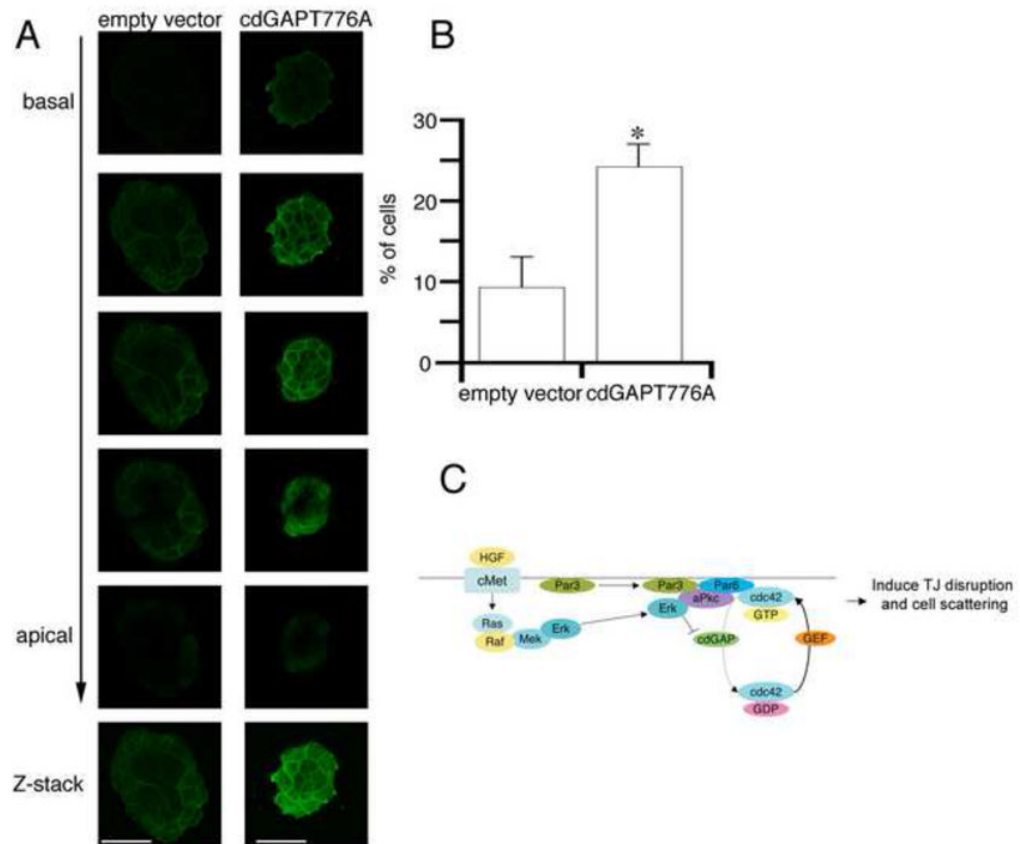 A
empty vector
cdGAPT776A
basal
apical
Z-stack
B
% of cells
30
20
10
0
*
empty vector
cdGAPT776A
C
HGF
cMet
Par3
Par3
Par6
aPkc
cdc42
GTP
Ras
Raf
Mek
Erk
Erk
cdGAP
GEF
cdc42
GDP
Induce TJ disruption
and cell scattering